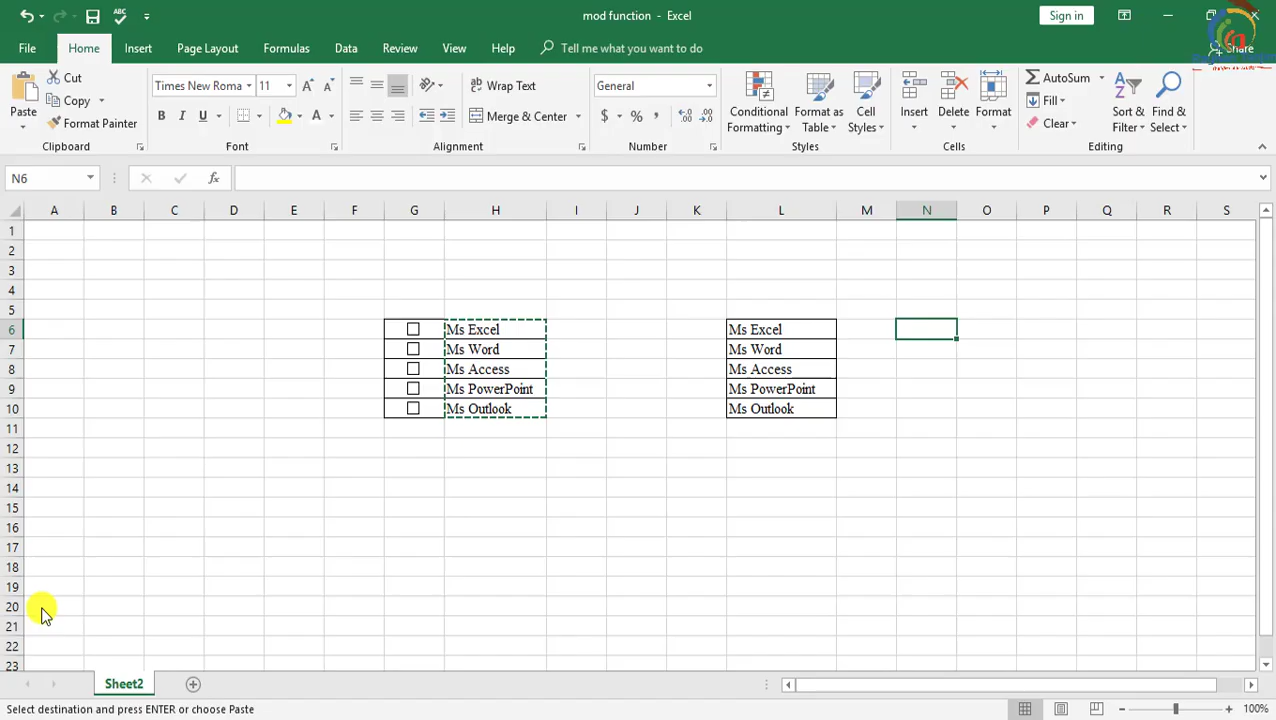 mod function - Excel
Sign in
File Home Insert Page Layout Formulas Data Review View Help Tell me what you want to do Share
Paste Cut Copy Format Painter
Clipboard
Times New Roma 11
B I U A
Font
Wrap Text
Merge & Center
Alignment
General
$ % ,
Number
Conditional Formatting
Format as Table
Cell Styles
Styles
Insert Delete Format
Cells
AutoSum
Fill
Clear
Sort & Filter
Find & Select
Editing
N6 fx
A B C D E F G H I J K L M N O P Q R S
1
2
3
4
5
6 Ms Excel Ms Excel
7 Ms Word Ms Word
8 Ms Access Ms Access
9 Ms PowerPoint Ms PowerPoint
10 Ms Outlook Ms Outlook
11
12
13
14
15
16
17
18
19
20
21
22
23
Sheet2
Select destination and press ENTER or choose Paste 100%